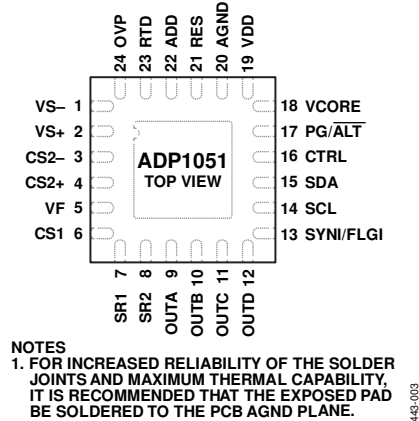 24 OVP
23 RTD
22 ADD
21 RES
20 AGND
19 VDD
VS– 1
VS+ 2
CS2– 3
CS2+ 4
VF 5
CS1 6
ADP1051
TOP VIEW
18 VCORE
17 PG/ALT
16 CTRL
15 SDA
14 SCL
13 SYNI/FLGI
SR1 7
SR2 8
OUTA 9
OUTB 10
OUTC 11
OUTD 12
NOTES
1. FOR INCREASED RELIABILITY OF THE SOLDER
JOINTS AND MAXIMUM THERMAL CAPABILITY,
IT IS RECOMMENDED THAT THE EXPOSED PAD
BE SOLDERED TO THE PCB AGND PLANE.
443-003